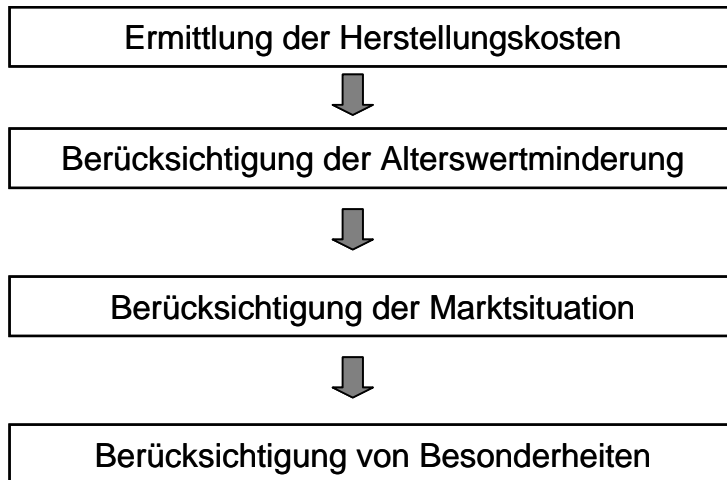 Ermittlung der Herstellungskosten
Berücksichtigung der Alterswertminderung
Berücksichtigung der Marktsituation
Berücksichtigung von Besonderheiten